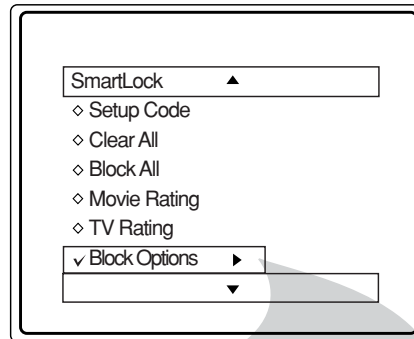 SmartLock ▲
◇ Setup Code
◇ Clear All
◇ Block All
◇ Movie Rating
◇ TV Rating
✓ Block Options ▶
▼